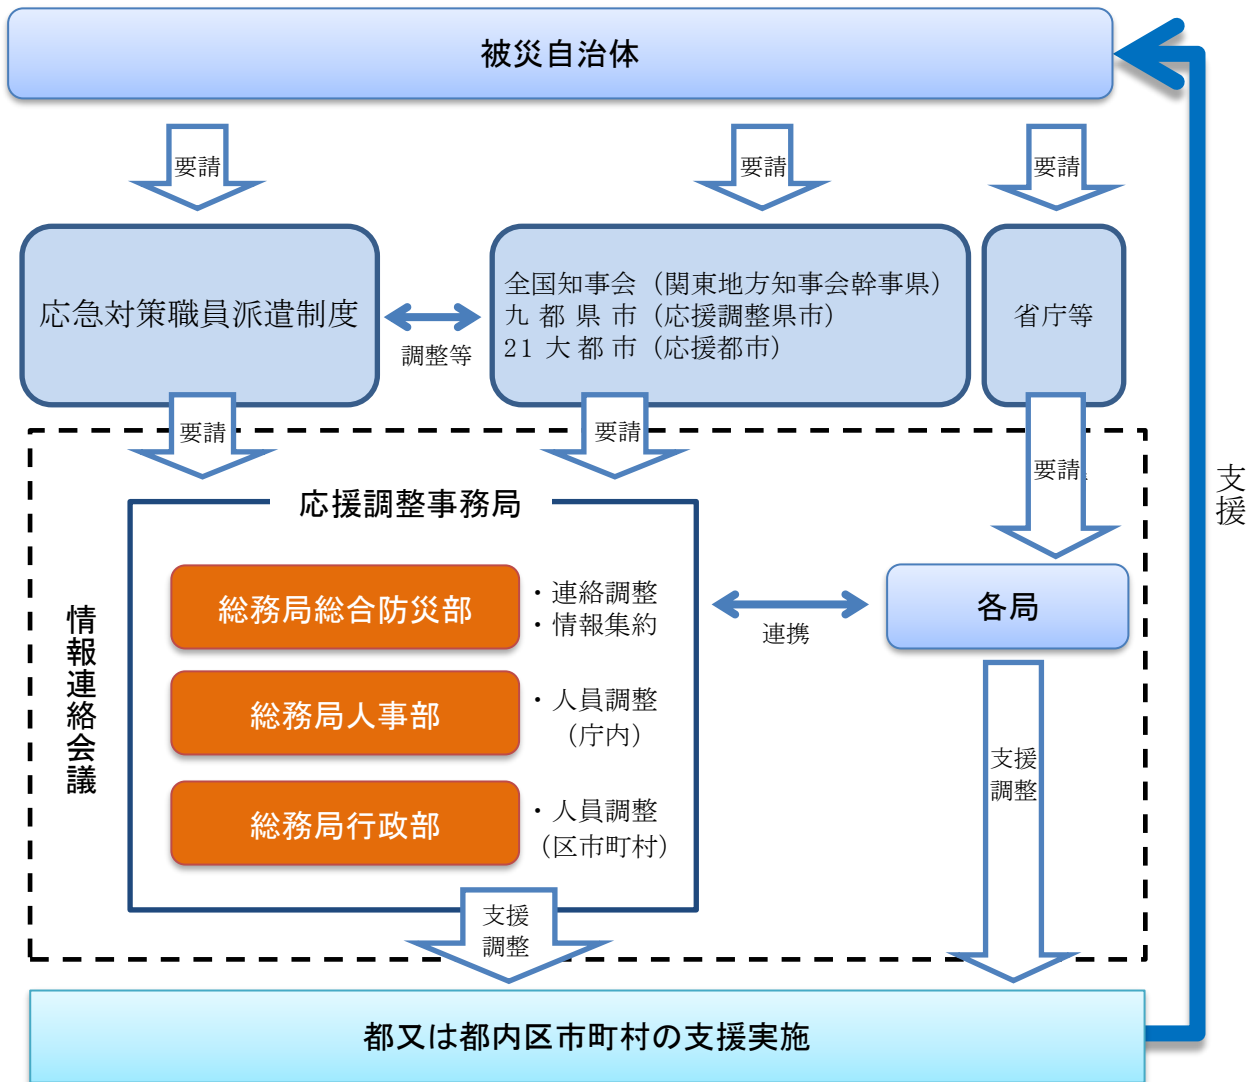 被災自治体
要請
要請
要請
応急対策職員派遣制度
調整等
全国知事会（関東地方知事会幹事県）
九都県市（応援調整県市）
21大都市（応援都市）
省庁等
要請
要請
要請
支援
応援調整事務局
情報連絡会議
総務局総合防災部
・連絡調整
・情報集約
連携
各局
総務局人事部
・人員調整
（庁内）
総務局行政部
・人員調整
（区市町村）
支援
調整
支援
調整
都又は都内区市町村の支援実施